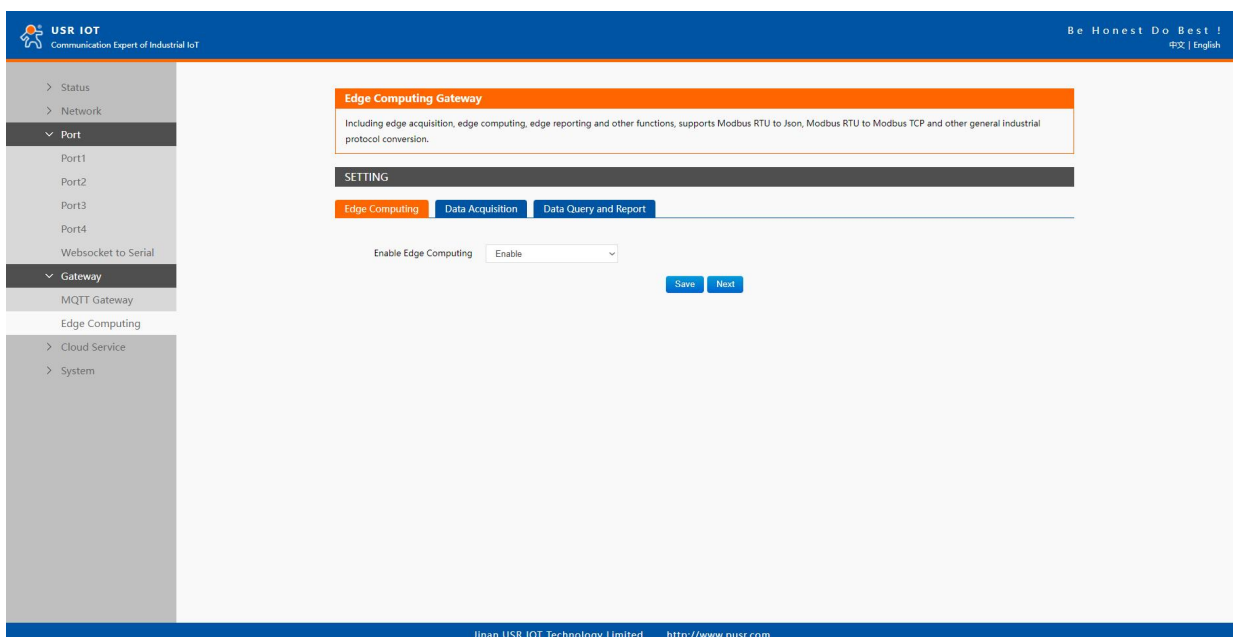 USR IOT
Communication Expert of Industrial IoT
Be Honest Do Best !
中文 | English
Status
Network
Port
Port1
Port2
Port3
Port4
Websocket to Serial
Gateway
MQTT Gateway
Edge Computing
Cloud Service
System
Edge Computing Gateway
Including edge acquisition, edge computing, edge reporting and other functions, supports Modbus RTU to Json, Modbus RTU to Modbus TCP and other general industrial
protocol conversion.
SETTING
Edge Computing Data Acquisition Data Query and Report
Enable Edge Computing Enable
Save Next
Jinan USR IOT Technology Limited http://www.pusr.com